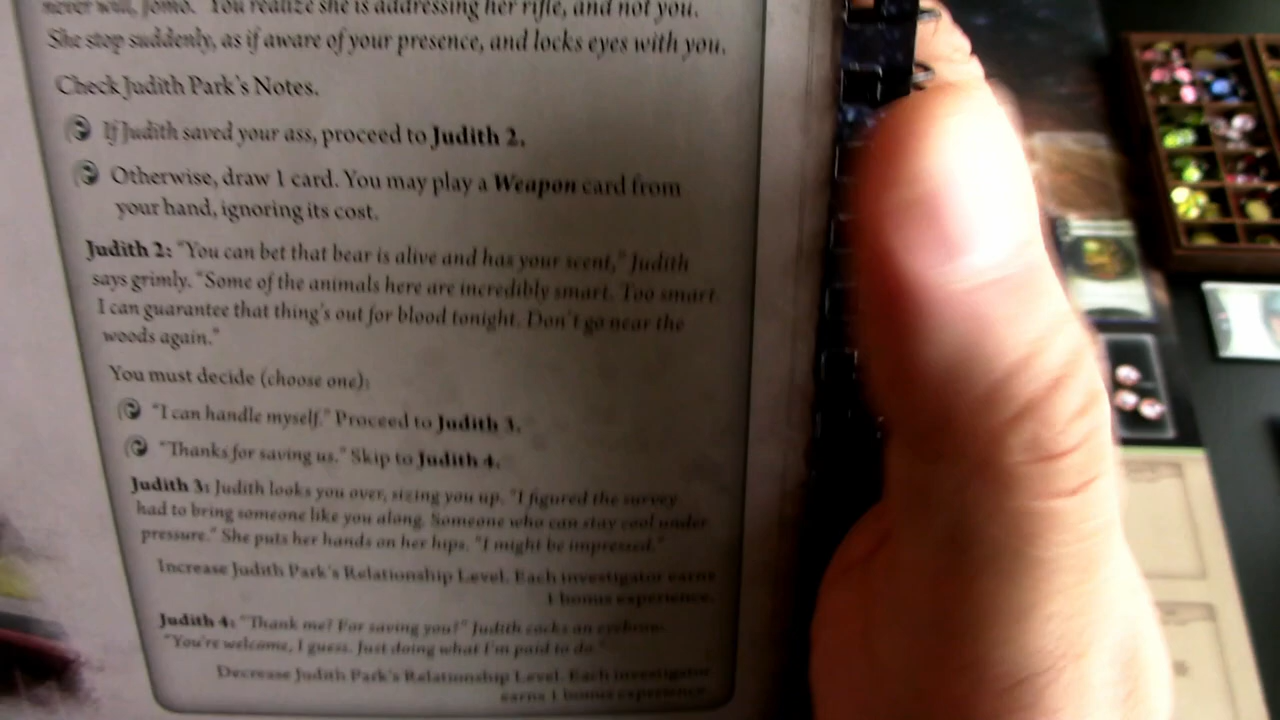 never will, Jomo." You realize she is addressing her rifle, and not you.
She stop suddenly, as if aware of your presence, and locks eyes with you.
Check Judith Park's Notes.
If Judith saved your ass, proceed to Judith 2.
Otherwise, draw 1 card. You may play a Weapon card from
your hand, ignoring its cost.
Judith 2: "You can bet that bear is alive and has your scent," Judith
says grimly. "Some of the animals here are incredibly smart. Too smart.
I can guarantee that thing's out for blood tonight. Don't go near the
woods again."
You must decide (choose one):
"I can handle myself." Proceed to Judith 3.
"Thanks for saving us." Skip to Judith 4.
Judith 3: Judith looks you over, sizing you up. "I figured the survey
had to bring someone like you along. Someone who can stay cool under
pressure." She puts her hands on her hips. "I might be impressed."
Increase Judith Park's Relationship Level. Each investigator earns
1 bonus experience.
Judith 4: "Thank me? For saving you?" Judith cocks an eyebrow.
"You're welcome, I guess. Just doing what I'm paid to do."
Decrease Judith Park's Relationship Level. Each investigator
earns 1 bonus experience.